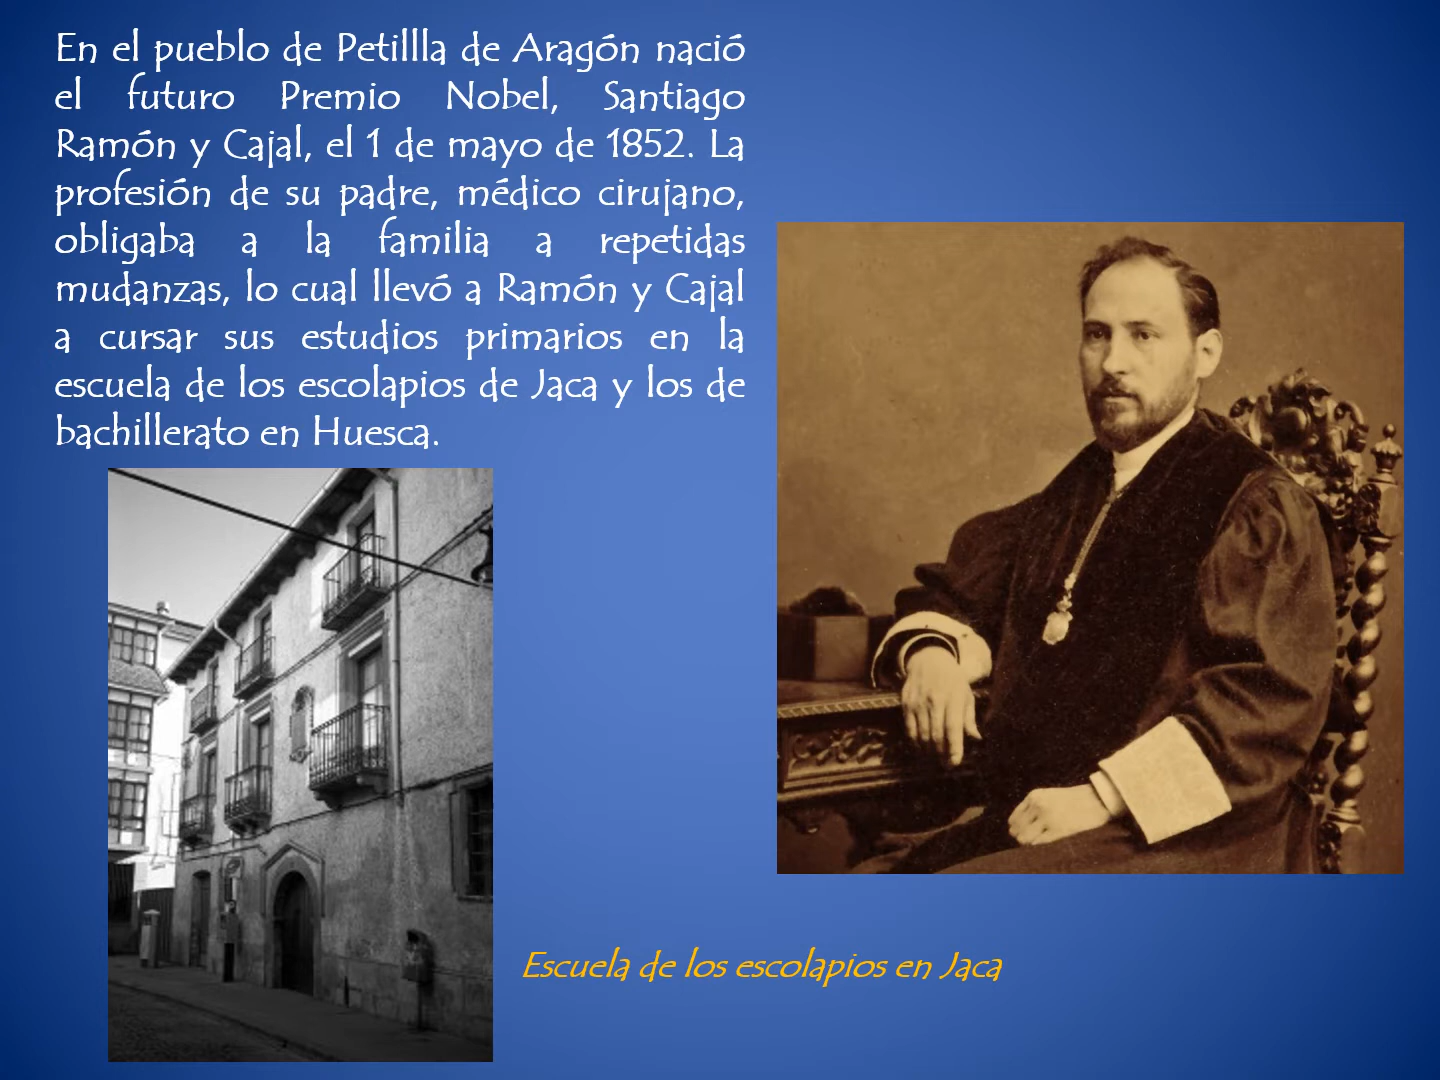 En el pueblo de Petillla de Aragón nació
el futuro Premio Nobel, Santiago
Ramón y Cajal, el 1 de mayo de 1852. La
profesión de su padre, médico cirujano,
obligaba a la familia a repetidas
mudanzas, lo cual llevó a Ramón y Cajal
a cursar sus estudios primarios en la
escuela de los escolapios de Jaca y los de
bachillerato en Huesca.
Escuela de los escolapios en Jaca